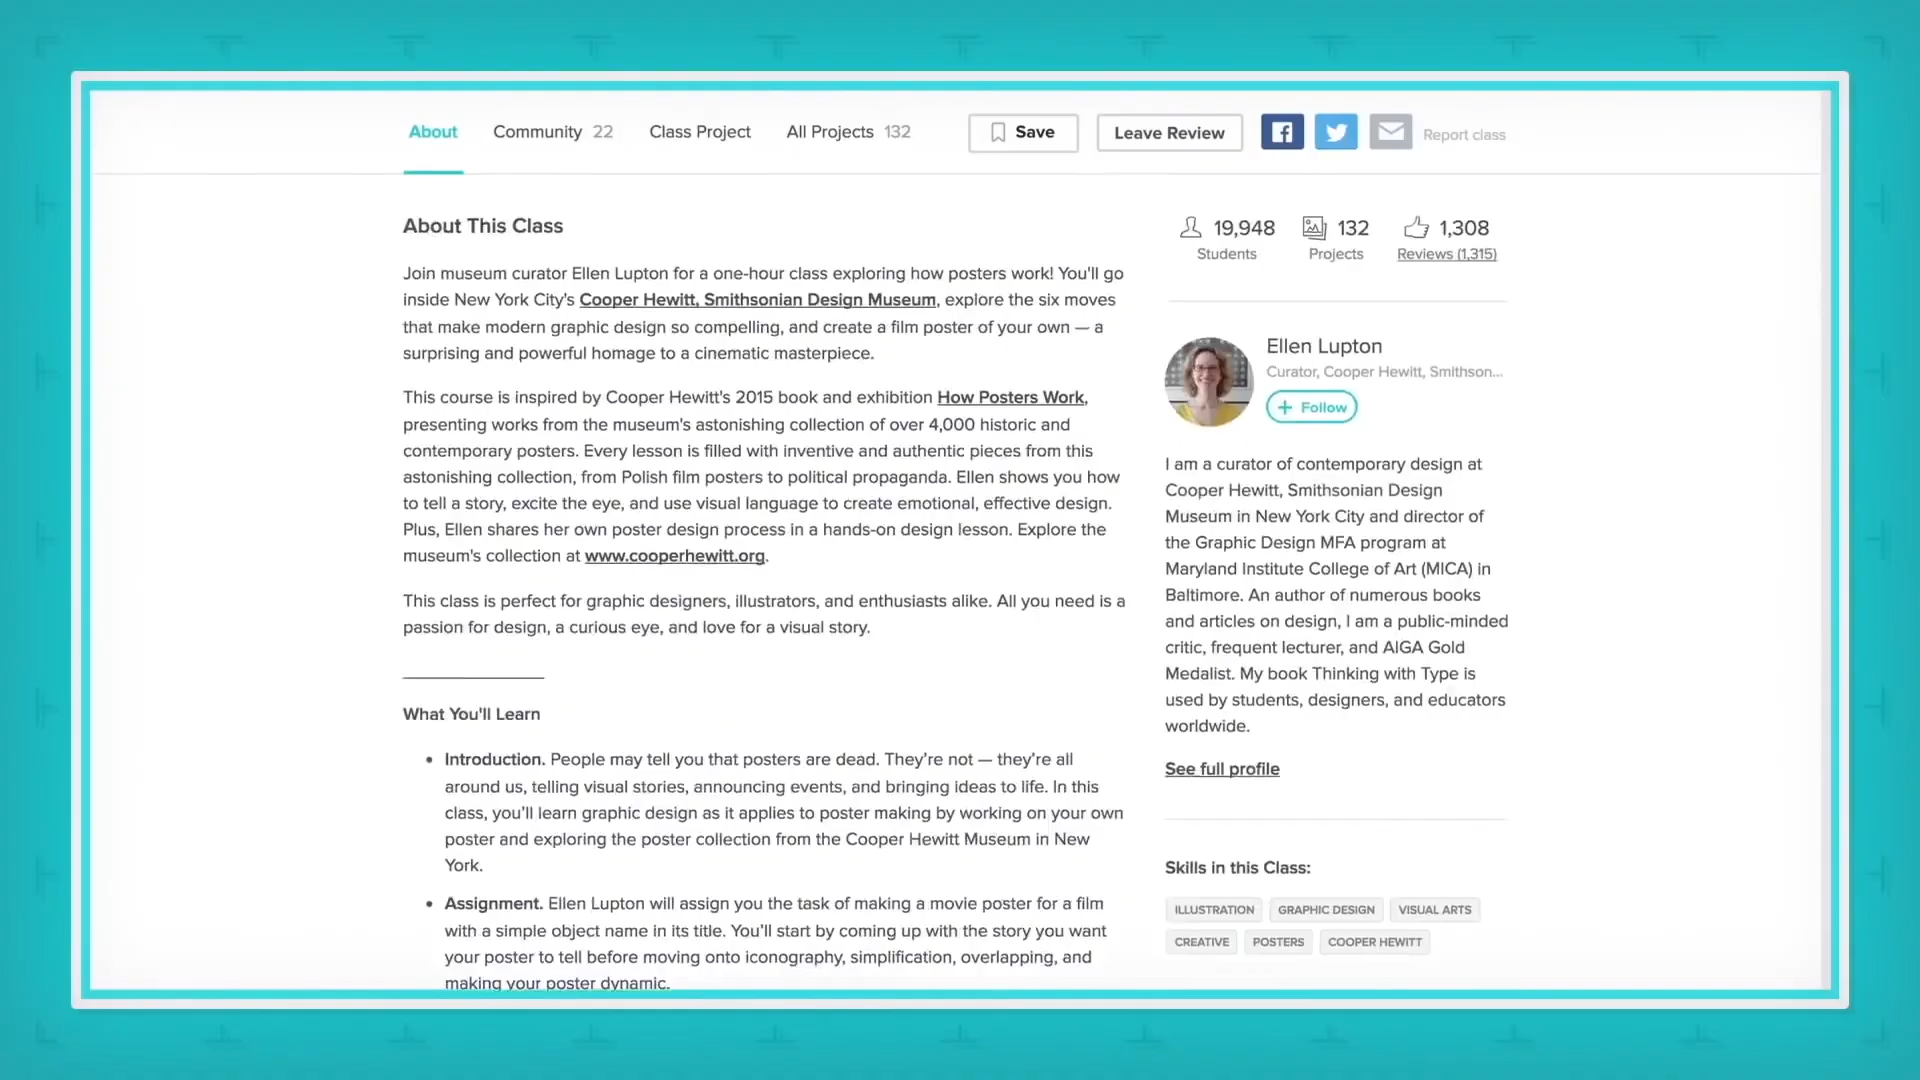 About Community 22 Class Project All Projects 132 Save Leave Review Report class
About This Class
Join museum curator Ellen Lupton for a one-hour class exploring how posters work! You'll go
inside New York City's Cooper Hewitt, Smithsonian Design Museum, explore the six moves
that make modern graphic design so compelling, and create a film poster of your own — a
surprising and powerful homage to a cinematic masterpiece.
This course is inspired by Cooper Hewitt's 2015 book and exhibition How Posters Work,
presenting works from the museum's astonishing collection of over 4,000 historic and
contemporary posters. Every lesson is filled with inventive and authentic pieces from this
astonishing collection, from Polish film posters to political propaganda. Ellen shows you how
to tell a story, excite the eye, and use visual language to create emotional, effective design.
Plus, Ellen shares her own poster design process in a hands-on design lesson. Explore the
museum's collection at www.cooperhewitt.org.
This class is perfect for graphic designers, illustrators, and enthusiasts alike. All you need is a
passion for design, a curious eye, and love for a visual story.
What You'll Learn
• Introduction. People may tell you that posters are dead. They’re not — they’re all
around us, telling visual stories, announcing events, and bringing ideas to life. In this
class, you’ll learn graphic design as it applies to poster making by working on your own
poster and exploring the poster collection from the Cooper Hewitt Museum in New
York.
• Assignment. Ellen Lupton will assign you the task of making a movie poster for a film
with a simple object name in its title. You’ll start by coming up with the story you want
your poster to tell before moving onto iconography, simplification, overlapping, and
making your poster dynamic.
19,948 132 1,308
Students Projects Reviews (1,315)
Ellen Lupton
Curator, Cooper Hewitt, Smithson...
+ Follow
I am a curator of contemporary design at
Cooper Hewitt, Smithsonian Design
Museum in New York City and director of
the Graphic Design MFA program at
Maryland Institute College of Art (MICA) in
Baltimore. An author of numerous books
and articles on design, I am a public-minded
critic, frequent lecturer, and AIGA Gold
Medalist. My book Thinking with Type is
used by students, designers, and educators
worldwide.
See full profile
Skills in this Class:
ILLUSTRATION GRAPHIC DESIGN VISUAL ARTS
CREATIVE POSTERS COOPER HEWITT